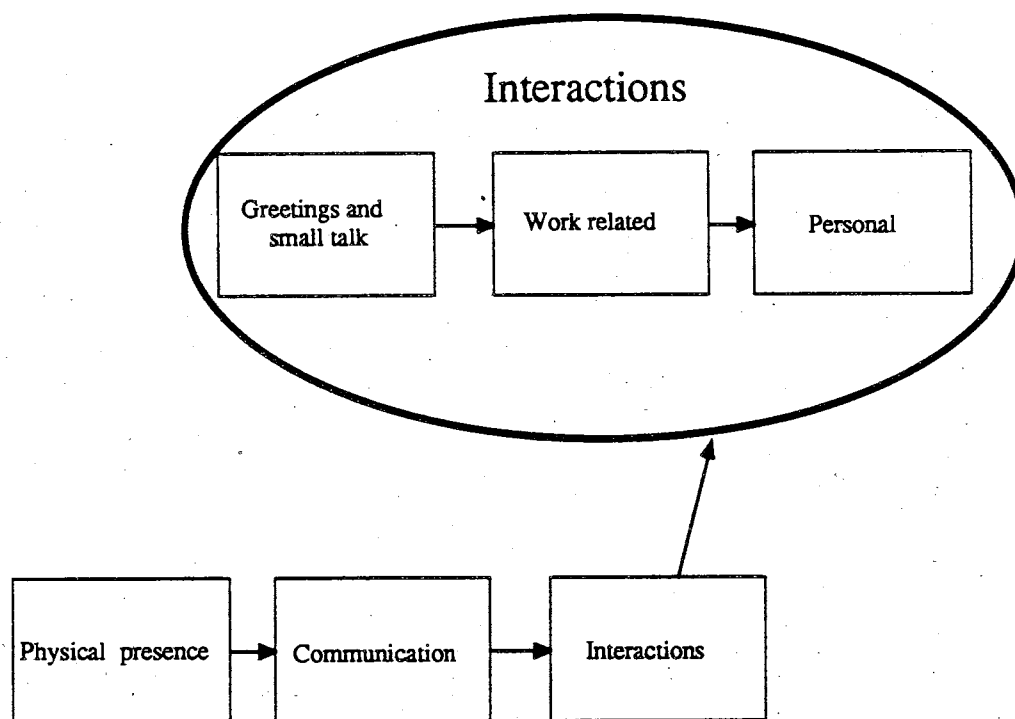 Interactions
Greetings and
small talk
Work related
Personal
Physical presence
Communication
Interactions